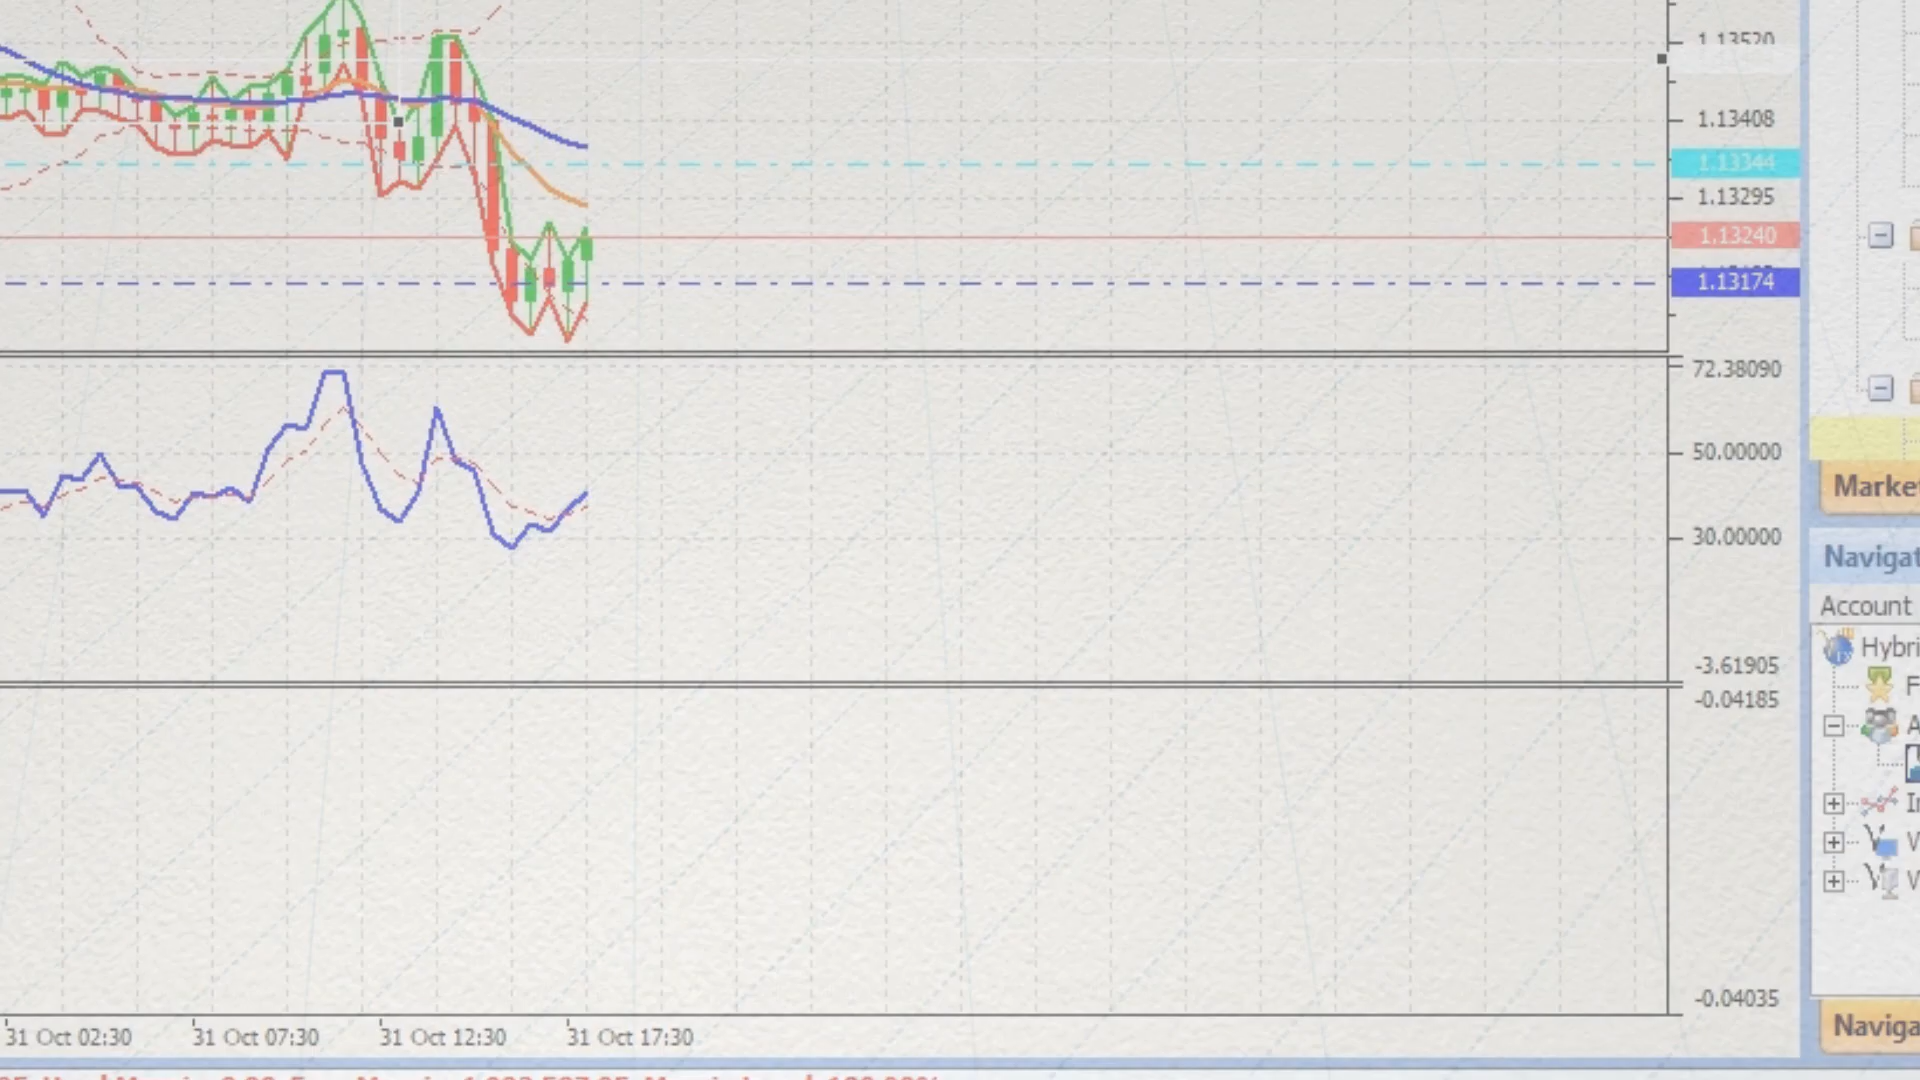 1.13520
1.13408
1.13344
1.13295
1.13240
1.13174
72.38090
50.00000
30.00000
-3.61905
-0.04185
-0.04035
31 Oct 02:30
31 Oct 07:30
31 Oct 12:30
31 Oct 17:30
Marke
Navigat
Account
Hybri
F
A
Ir
V
V
Naviga